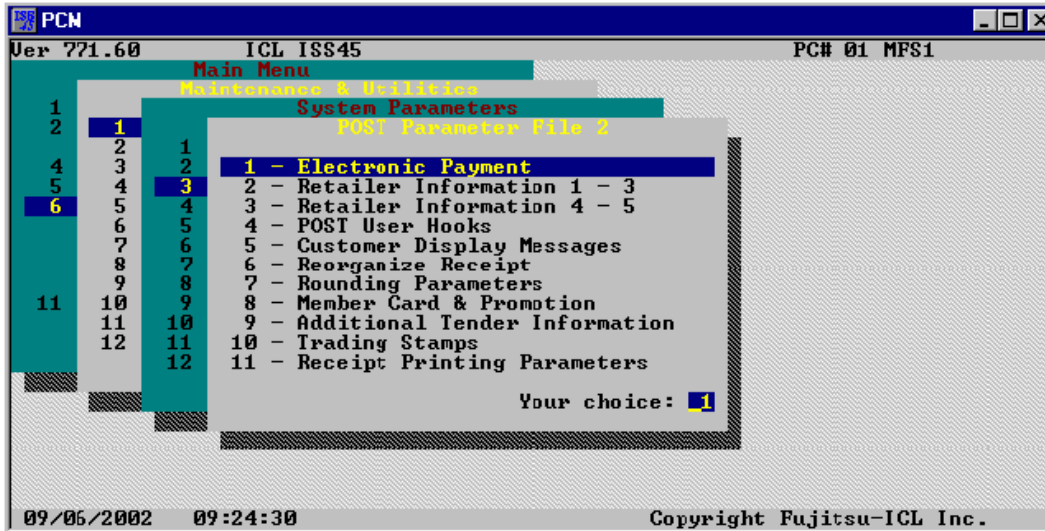 PCN
Ver 771.60 ICL ISS45 PC# 01 MFS1
Main Menu
Maintenance & Utilities
System Parameters
POST Parameter File 2
1
2
4
5
6
11
1
2
3
4
5
6
7
8
9
10
11
12
1
2
3
4
5
6
7
8
9
10
11
12
1 - Electronic Payment
2 - Retailer Information 1 - 3
3 - Retailer Information 4 - 5
4 - POST User Hooks
5 - Customer Display Messages
6 - Reorganize Receipt
7 - Rounding Parameters
8 - Member Card & Promotion
9 - Additional Tender Information
10 - Trading Stamps
11 - Receipt Printing Parameters
Your choice: 1
09/06/2002 09:24:30 Copyright Fujitsu-ICL Inc.